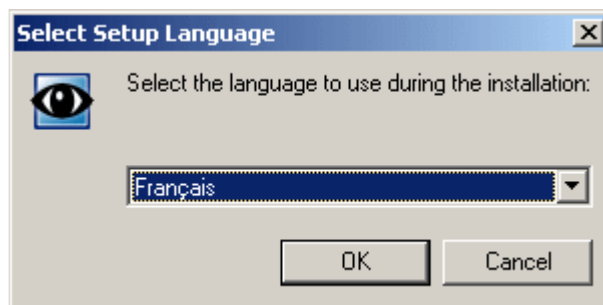 Select Setup Language
Select the language to use during the installation:
Français
OK
Cancel